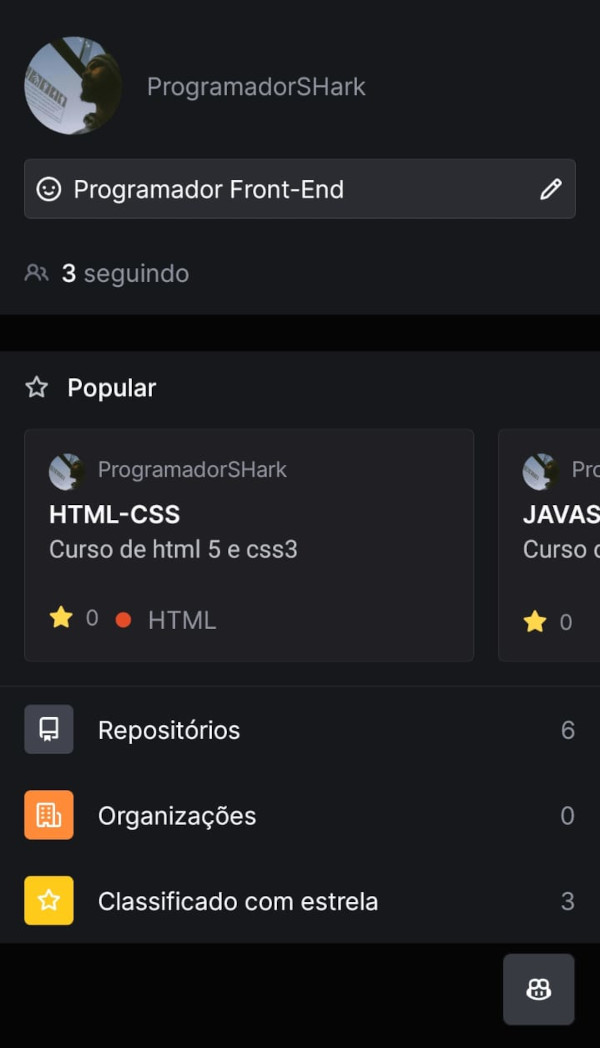 ProgramadorSHark
Programador Front-End
3 seguindo
Popular
ProgramadorSHark
HTML-CSS
Curso de html 5 e css3
0 HTML
Pro
JAVAS
Curso
0
Repositórios 6
Organizações 0
Classificado com estrela 3